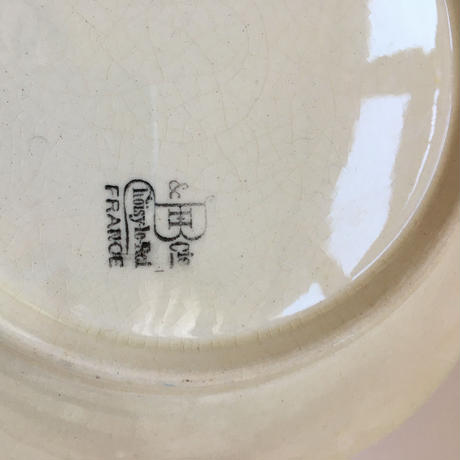 HB & Cie
Choisy-le-Roi
FRANCE